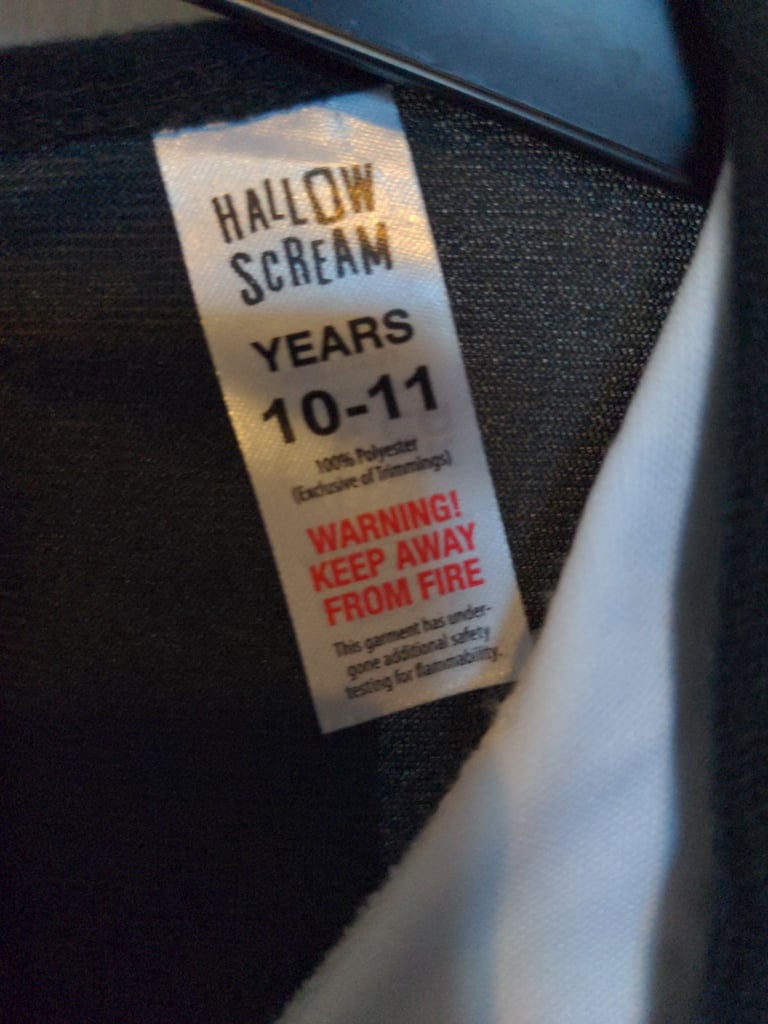 HALLOW
SCREAM
YEARS
10-11
100% Polyester
(Exclusive of Trimmings)
WARNING!
KEEP AWAY
FROM FIRE
This garment has under-
gone additional safety
testing for flammability.